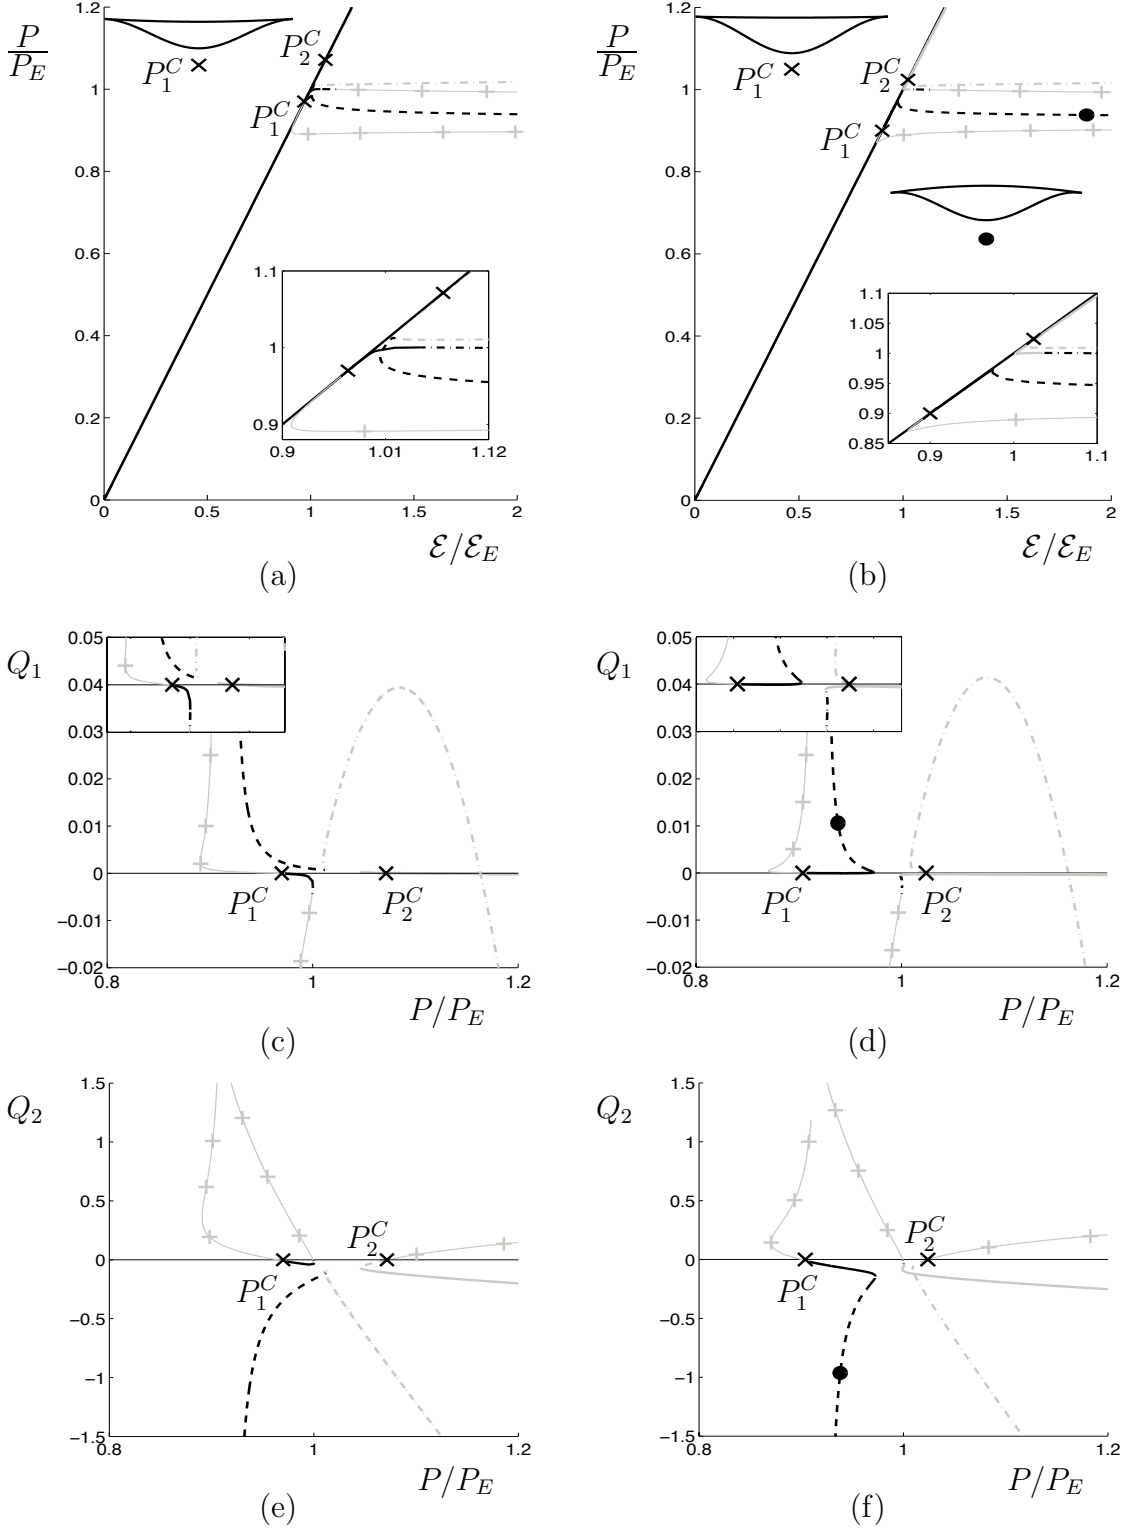 P/P_E
1.2
1
0.8
0.6
0.4
0.2
0
0 0.5 1 1.5 2
P_1^C
P_2^C
P_1^C
1.1
1
0.9
0.9 1.01 1.12
ℰ/ℰ_E
(a)
P/P_E
1.2
1
0.8
0.6
0.4
0.2
0
0 0.5 1 1.5 2
P_1^C
P_2^C
P_1^C
1.1
1.05
1
0.95
0.9
0.85
0.9 1 1.1
ℰ/ℰ_E
(b)
Q_1
0.05
0.04
0.03
0.02
0.01
0
−0.01
−0.02
0.8 1 1.2
P_1^C P_2^C
P/P_E
(c)
Q_1
0.05
0.04
0.03
0.02
0.01
0
−0.01
−0.02
0.8 1 1.2
P_1^C P_2^C
P/P_E
(d)
Q_2
1.5
1
0.5
0
−0.5
−1
−1.5
0.8 1 1.2
P_2^C
P_1^C
P/P_E
(e)
Q_2
1.5
1
0.5
0
−0.5
−1
−1.5
0.8 1 1.2
P_2^C
P_1^C
P/P_E
(f)